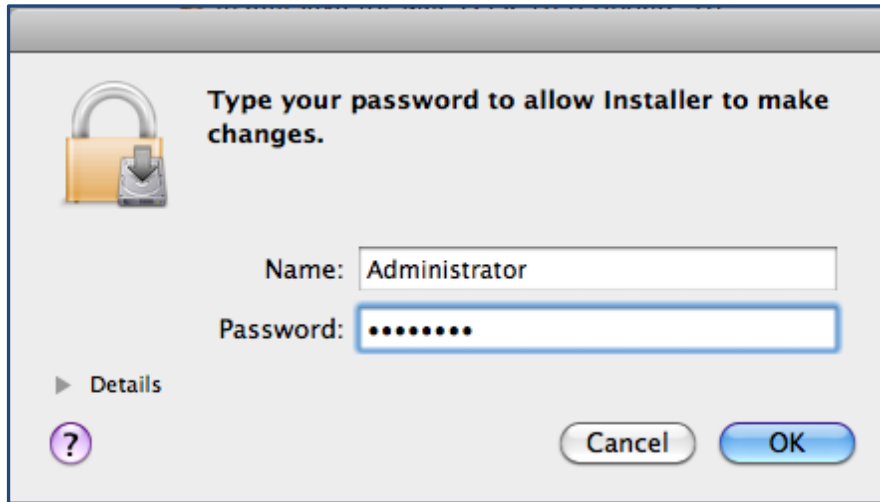 Type your password to allow Installer to make
changes.
Name: Administrator
Password: ••••••••
Details
?
Cancel OK